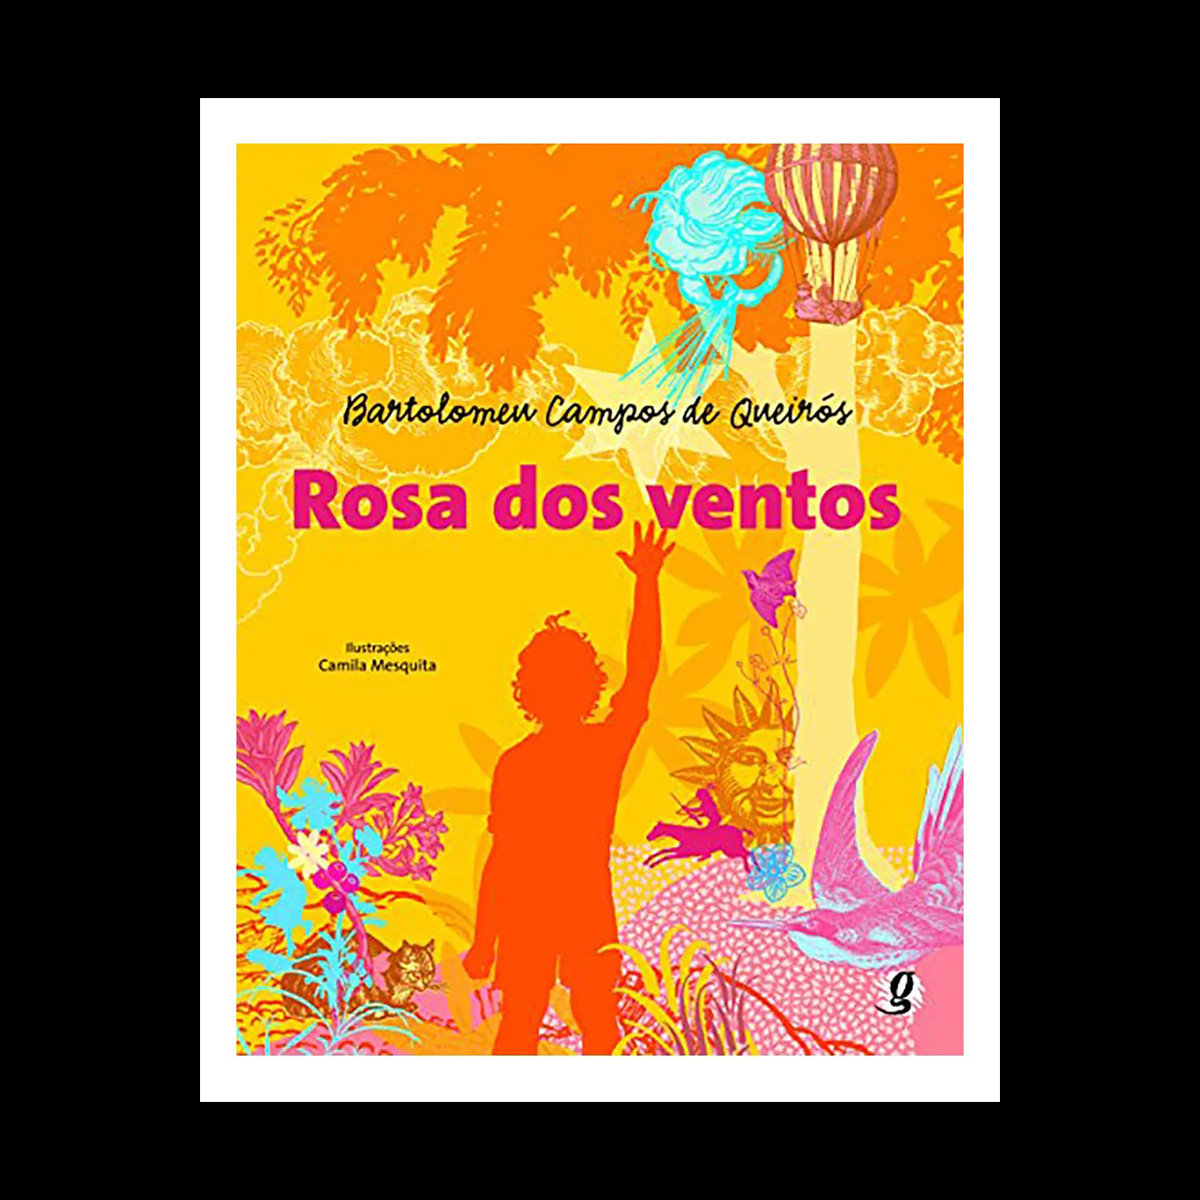 Bartolomeu Campos de Queirós
Rosa dos ventos
Ilustrações
Camila Mesquita
g